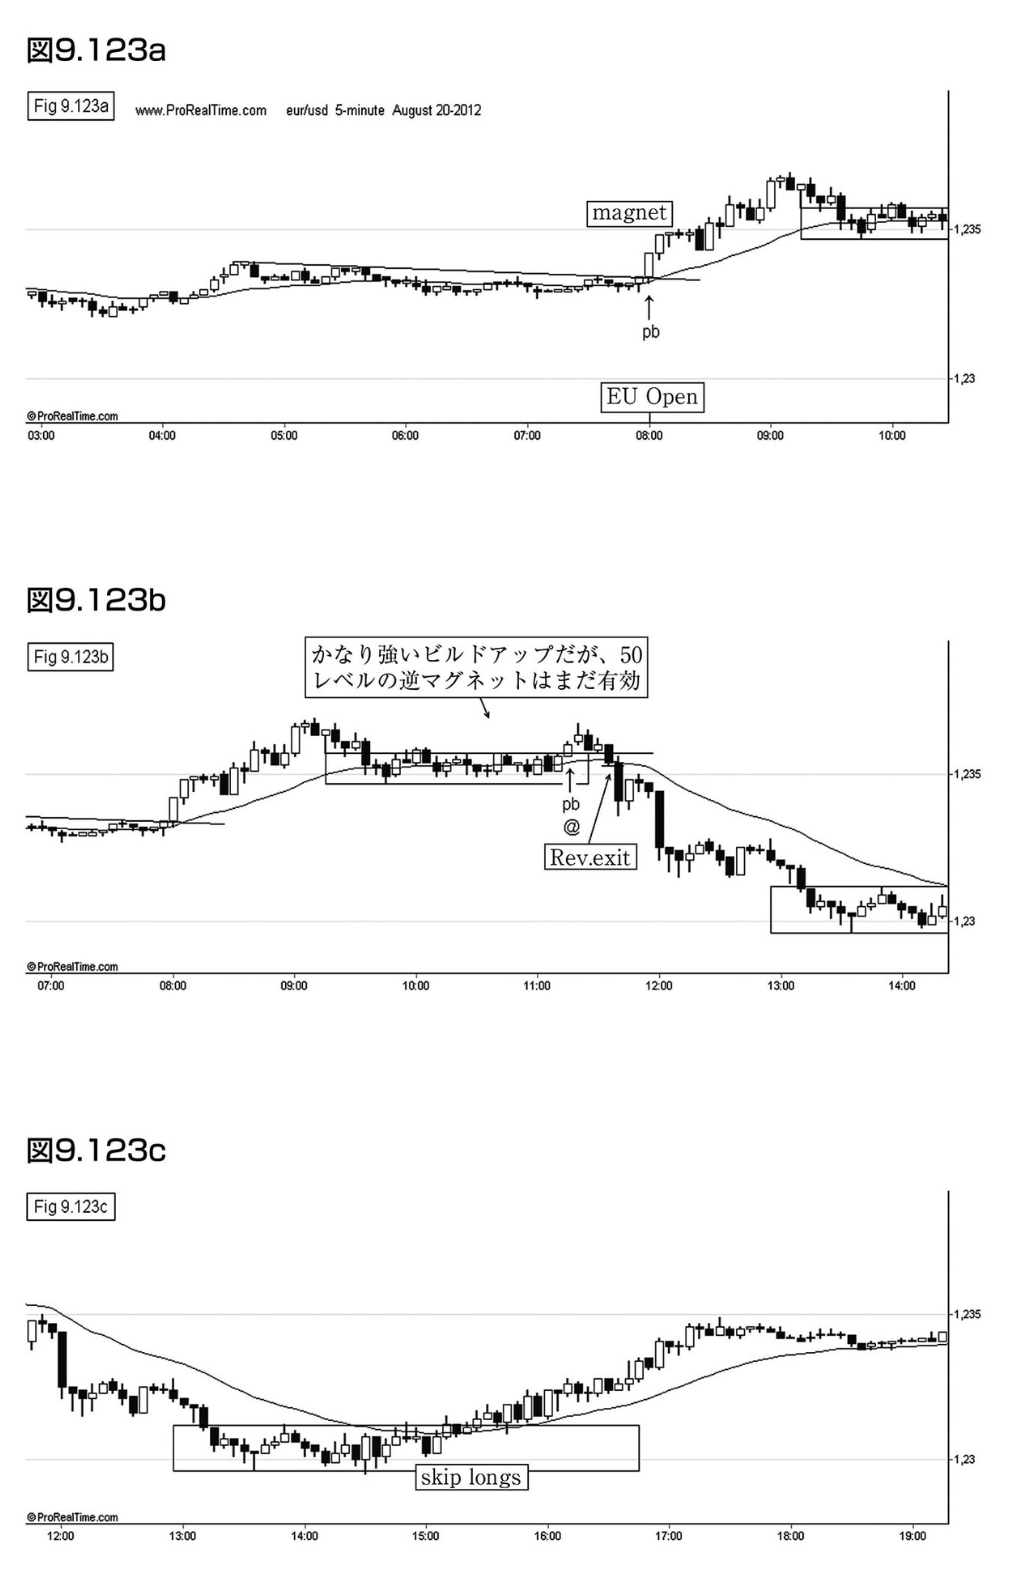 図9.123a
Fig 9.123a www.ProRealTime.com eur/usd 5-minute August 20-2012
magnet
1,235
pb
1,23
EU Open
©ProRealTime.com
03:00 04:00 05:00 06:00 07:00 08:00 09:00 10:00
図9.123b
Fig 9.123b
かなり強いビルドアップだが、50
レベルの逆マグネットはまだ有効
1,235
pb
@
Rev.exit
1,23
©ProRealTime.com
07:00 08:00 09:00 10:00 11:00 12:00 13:00 14:00
図9.123c
Fig 9.123c
1,235
1,23
skip longs
©ProRealTime.com
12:00 13:00 14:00 15:00 16:00 17:00 18:00 19:00